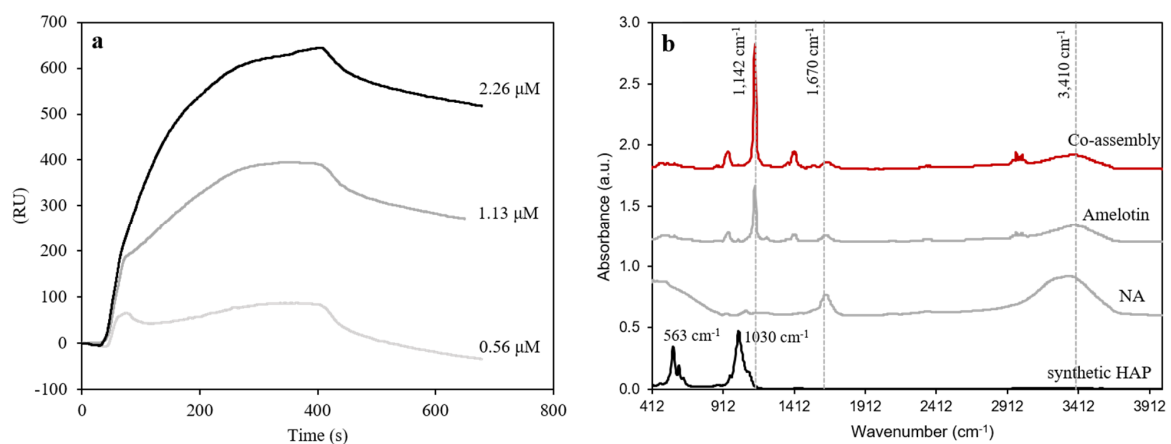 a
700
600
500
400
300
200
100
0
-100
(RU)
2.26 μM
1.13 μM
0.56 μM
0 200 400 600 800
Time (s)
b
3.0
2.5
2.0
1.5
1.0
0.5
0.0
Absorbance (a.u.)
1,142 cm-1
1,670 cm-1
3,410 cm-1
Co-assembly
Amelotin
NA
563 cm-1
1030 cm-1
synthetic HAP
412 912 1412 1912 2412 2912 3412 3912
Wavenumber (cm-1)